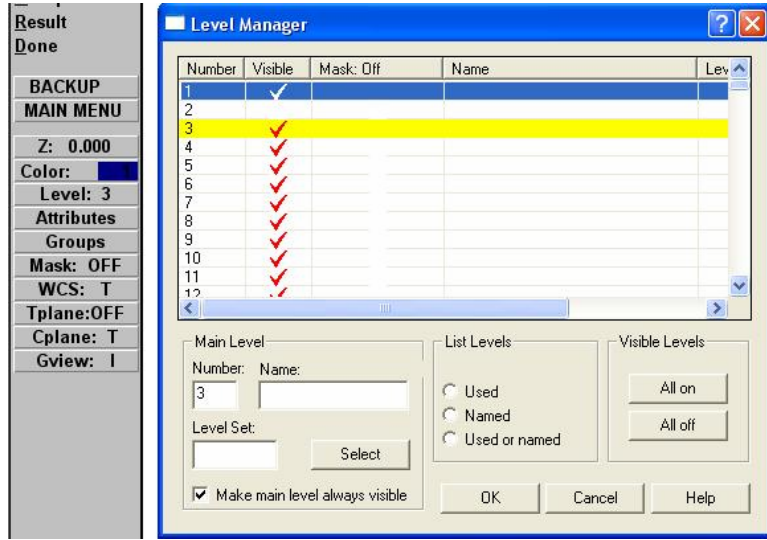 Result
Done
BACKUP
MAIN MENU
Z: 0.000
Color: 1
Level: 3
Attributes
Groups
Mask: OFF
WCS: T
Tplane:OFF
Cplane: T
Gview: I
Level Manager
Number Visible Mask: Off Name Lev
1
2
3
4
5
6
7
8
9
10
11
12
Main Level
Number: Name:
3
Level Set:
Select
Make main level always visible
List Levels
Used
Named
Used or named
Visible Levels
All on
All off
OK Cancel Help